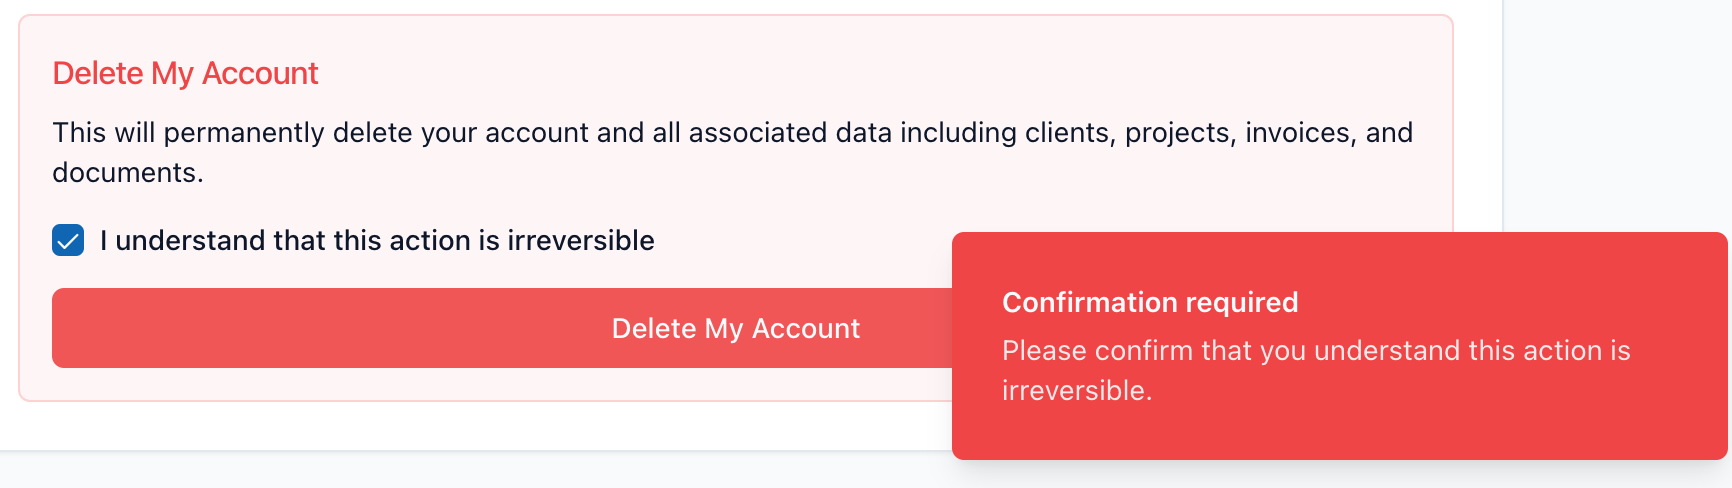 Delete My Account
This will permanently delete your account and all associated data including clients, projects, invoices, and
documents.
I understand that this action is irreversible
Delete My Account
Confirmation required
Please confirm that you understand this action is
irreversible.